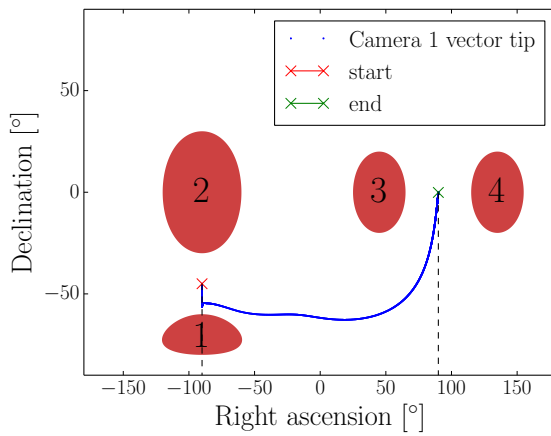 Camera 1 vector tip
start
end
50
0
−50
Declination [°]
2
3
4
1
−150
−100
−50
0
50
100
150
Right ascension [°]